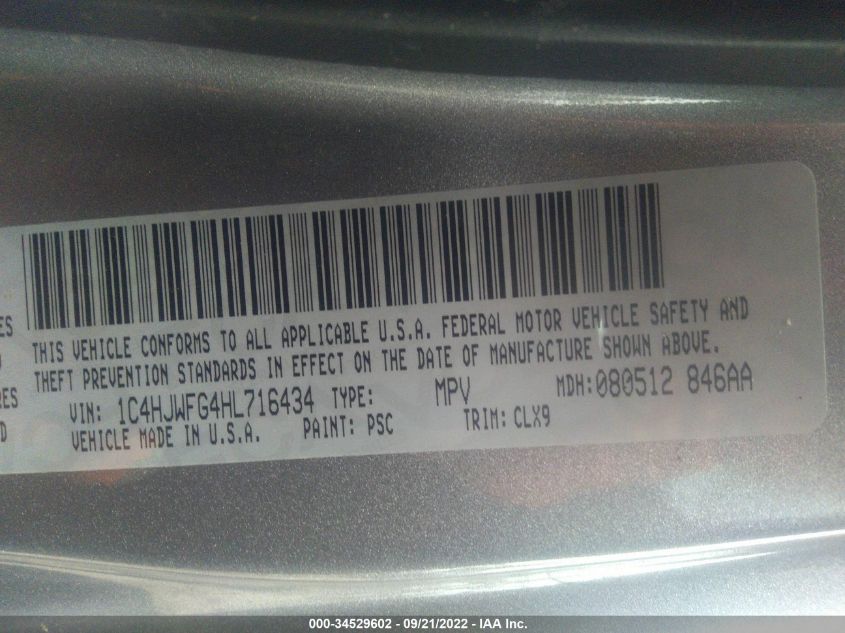 THIS VEHICLE CONFORMS TO ALL APPLICABLE U.S.A. FEDERAL MOTOR VEHICLE SAFETY AND
THEFT PREVENTION STANDARDS IN EFFECT ON THE DATE OF MANUFACTURE SHOWN ABOVE.
VIN: 1C4HJWFG4HL716434 TYPE: MPV MDH: 080512 846AA
VEHICLE MADE IN U.S.A. PAINT: PSC TRIM: CLX9
000-34529602 - 09/21/2022 - IAA Inc.